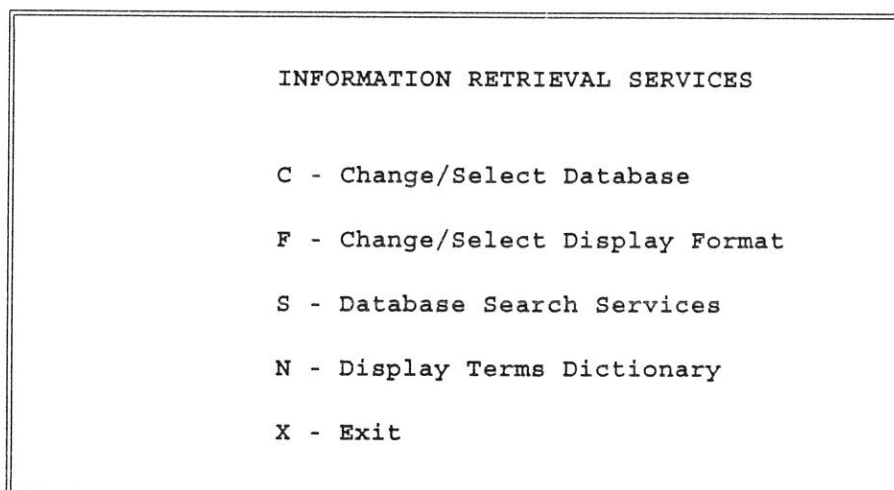 INFORMATION RETRIEVAL SERVICES
C - Change/Select Database
F - Change/Select Display Format
S - Database Search Services
N - Display Terms Dictionary
X - Exit